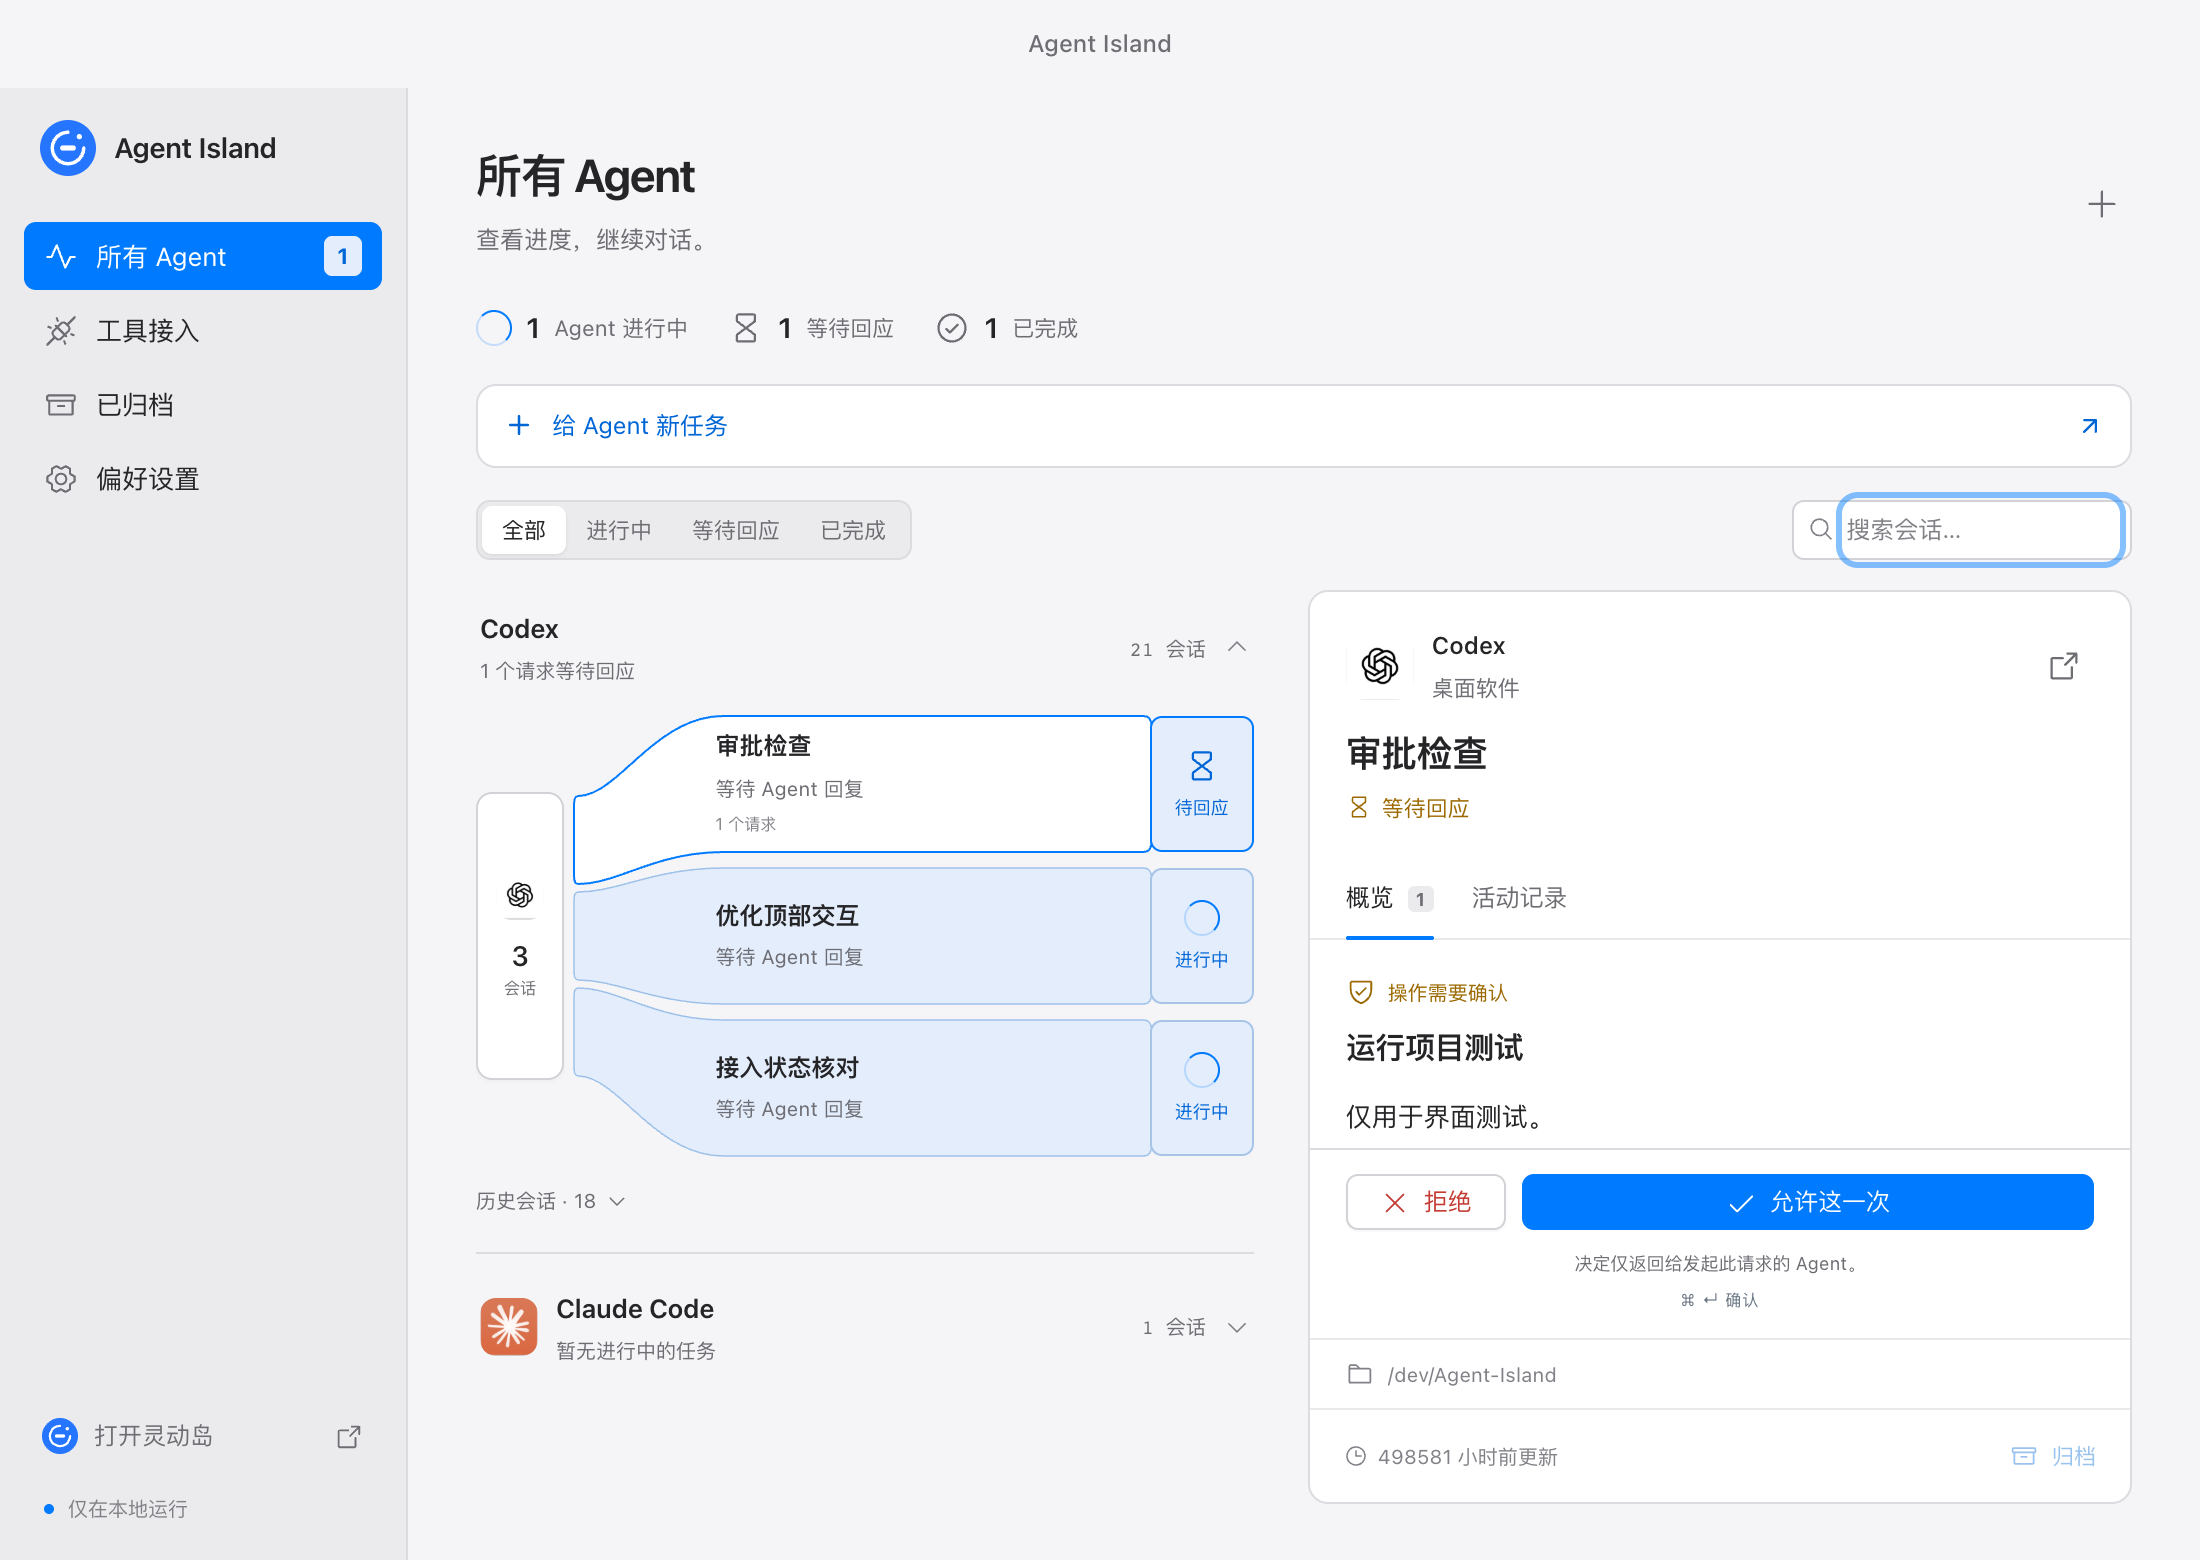 Agent Island
Agent Island
所有 Agent
1
工具接入
已归档
偏好设置
打开灵动岛
仅在本地运行
所有 Agent
查看进度，继续对话。
1 Agent 进行中
1 等待回应
1 已完成
给 Agent 新任务
全部
进行中
等待回应
已完成
搜索会话...
Codex
1 个请求等待回应
21 会话
3
会话
审批检查
等待 Agent 回复
1 个请求
待回应
优化顶部交互
等待 Agent 回复
进行中
接入状态核对
等待 Agent 回复
进行中
历史会话 · 18
Claude Code
暂无进行中的任务
1 会话
Codex
桌面软件
审批检查
等待回应
概览 1
活动记录
操作需要确认
运行项目测试
仅用于界面测试。
拒绝
允许这一次
决定仅返回给发起此请求的 Agent。
⌘ ↵ 确认
/dev/Agent-Island
498581 小时前更新
归档